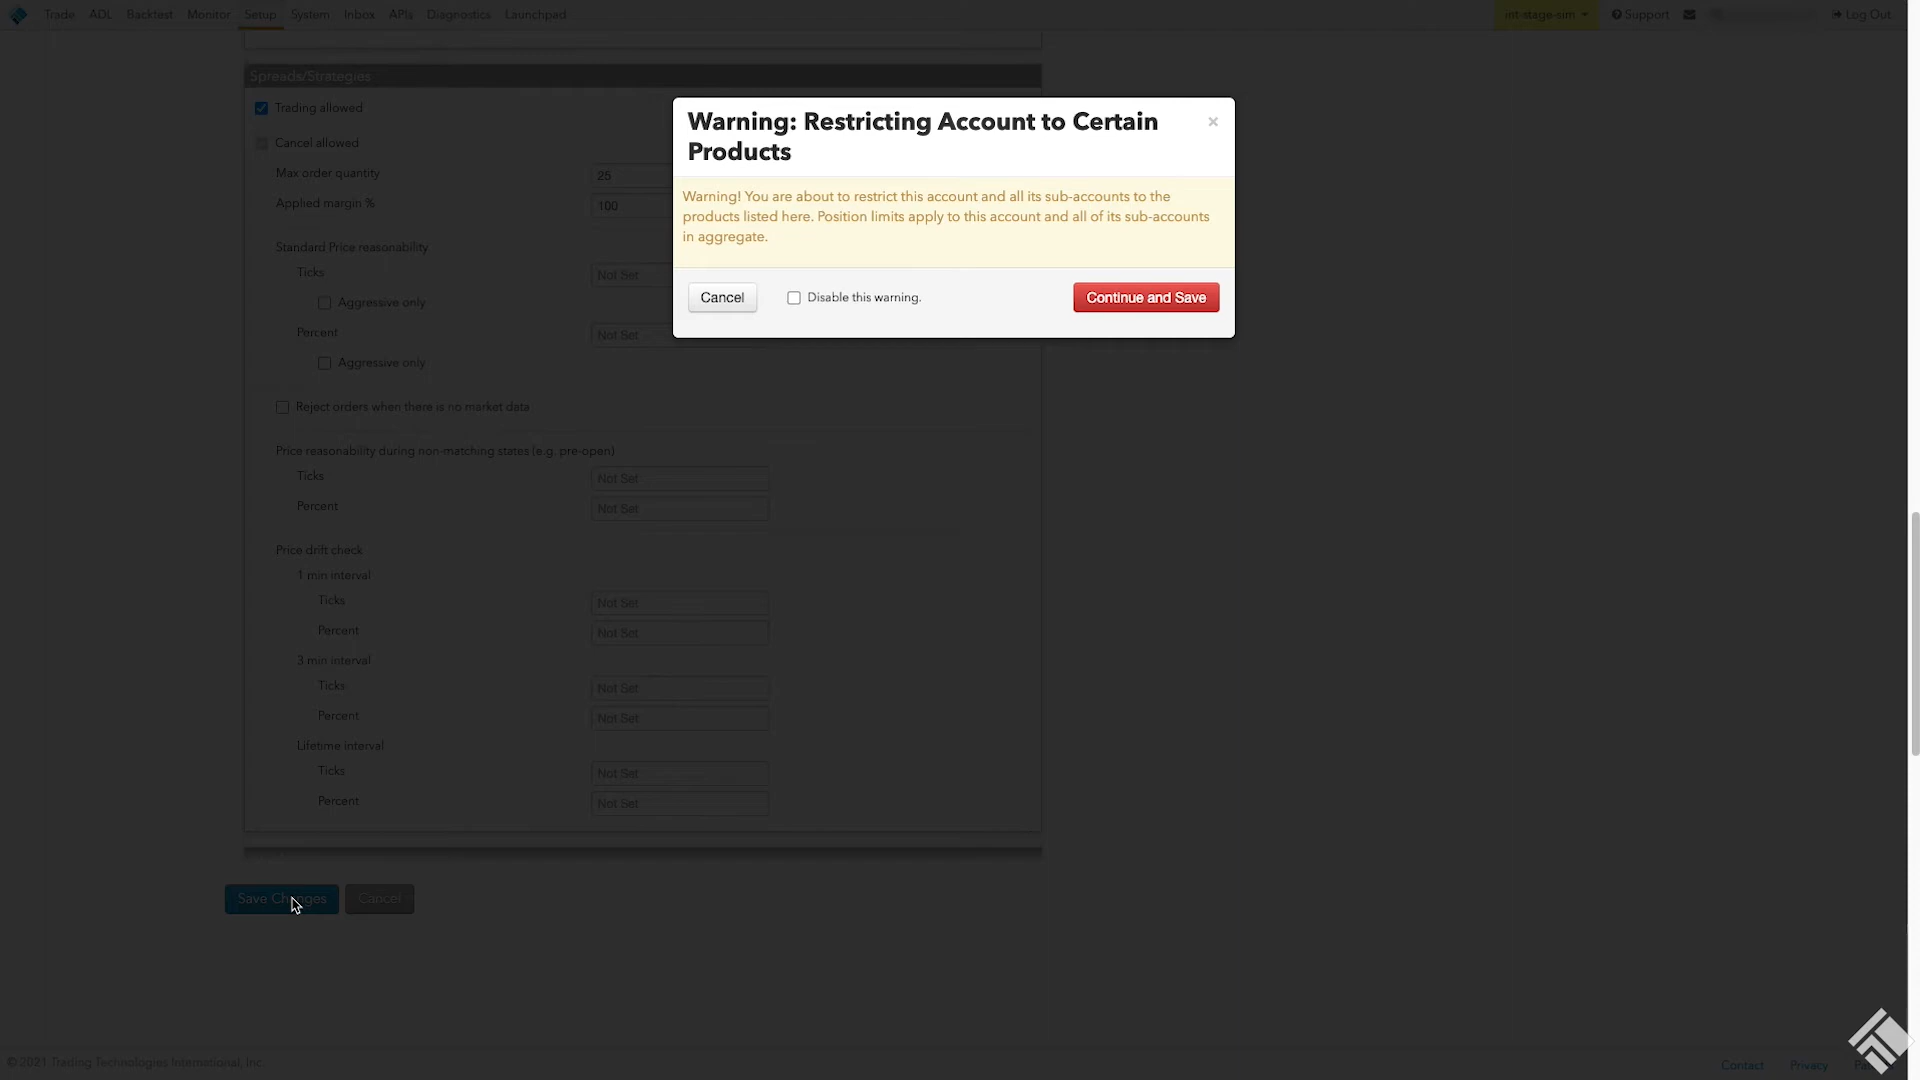 Trade ADL Backtest Monitor Setup System Inbox APIs Diagnostics Launchpad int-stage-sim Support Log Out
Spreads/Strategies
Trading allowed
Cancel allowed
Max order quantity 25
Applied margin % 100
Standard Price reasonability
Ticks Not Set
Aggressive only
Percent Not Set
Aggressive only
Reject orders when there is no market data
Price reasonability during non-matching states (e.g. pre-open)
Ticks Not Set
Percent Not Set
Price drift check
1 min interval
Ticks Not Set
Percent Not Set
3 min interval
Ticks Not Set
Percent Not Set
Lifetime interval
Ticks Not Set
Percent Not Set
Save Changes Cancel
Warning: Restricting Account to Certain
Products
×
Warning! You are about to restrict this account and all its sub-accounts to the
products listed here. Position limits apply to this account and all of its sub-accounts
in aggregate.
Cancel Disable this warning. Continue and Save
© 2021 Trading Technologies International, Inc.
Contact Privacy